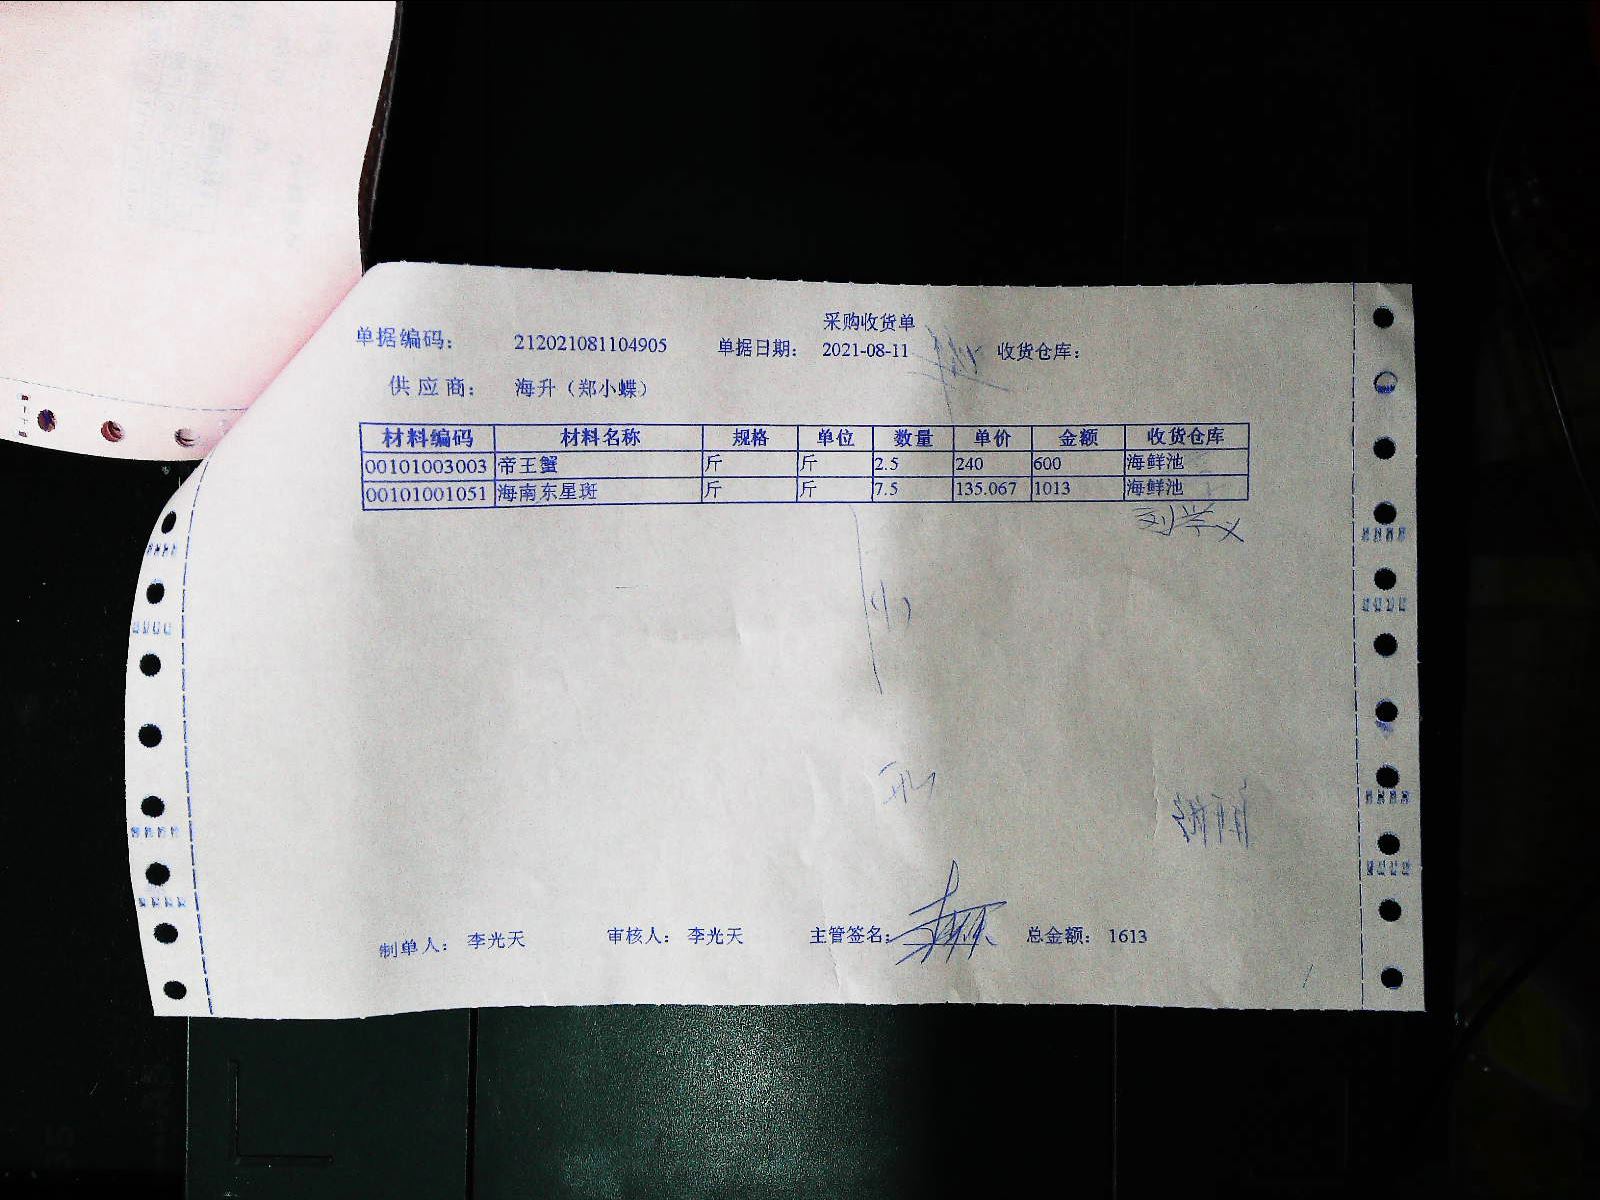 采购收货单
单据编码： 212021081104905 单据日期： 2021-08-11 收货仓库：
供应商： 海升（郑小蝶）
材料编码 材料名称 规格 单位 数量 单价 金额 收货仓库
00101003003 帝王蟹 斤 斤 2.5 240 600 海鲜池
00101001051 海南东星斑 斤 斤 7.5 135.067 1013 海鲜池
刘学义
制单人： 李光天 审核人： 李光天 主管签名： 总金额： 1613